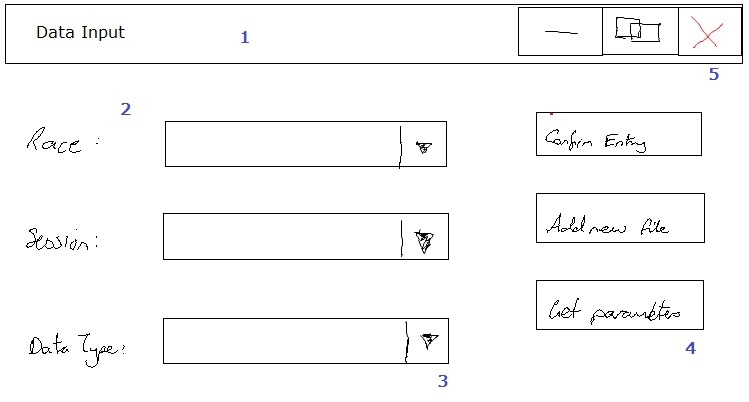 Data Input
1
5
2
Race :
Confirm Entry
Session:
Add new file
Data Type:
Get parameters
3
4